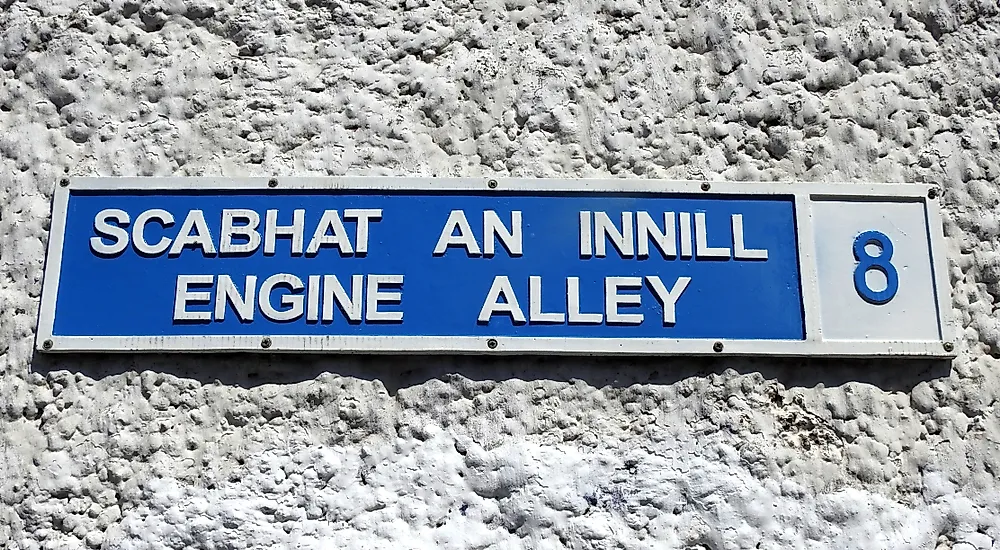 SCABHAT AN INNILL
ENGINE ALLEY
8